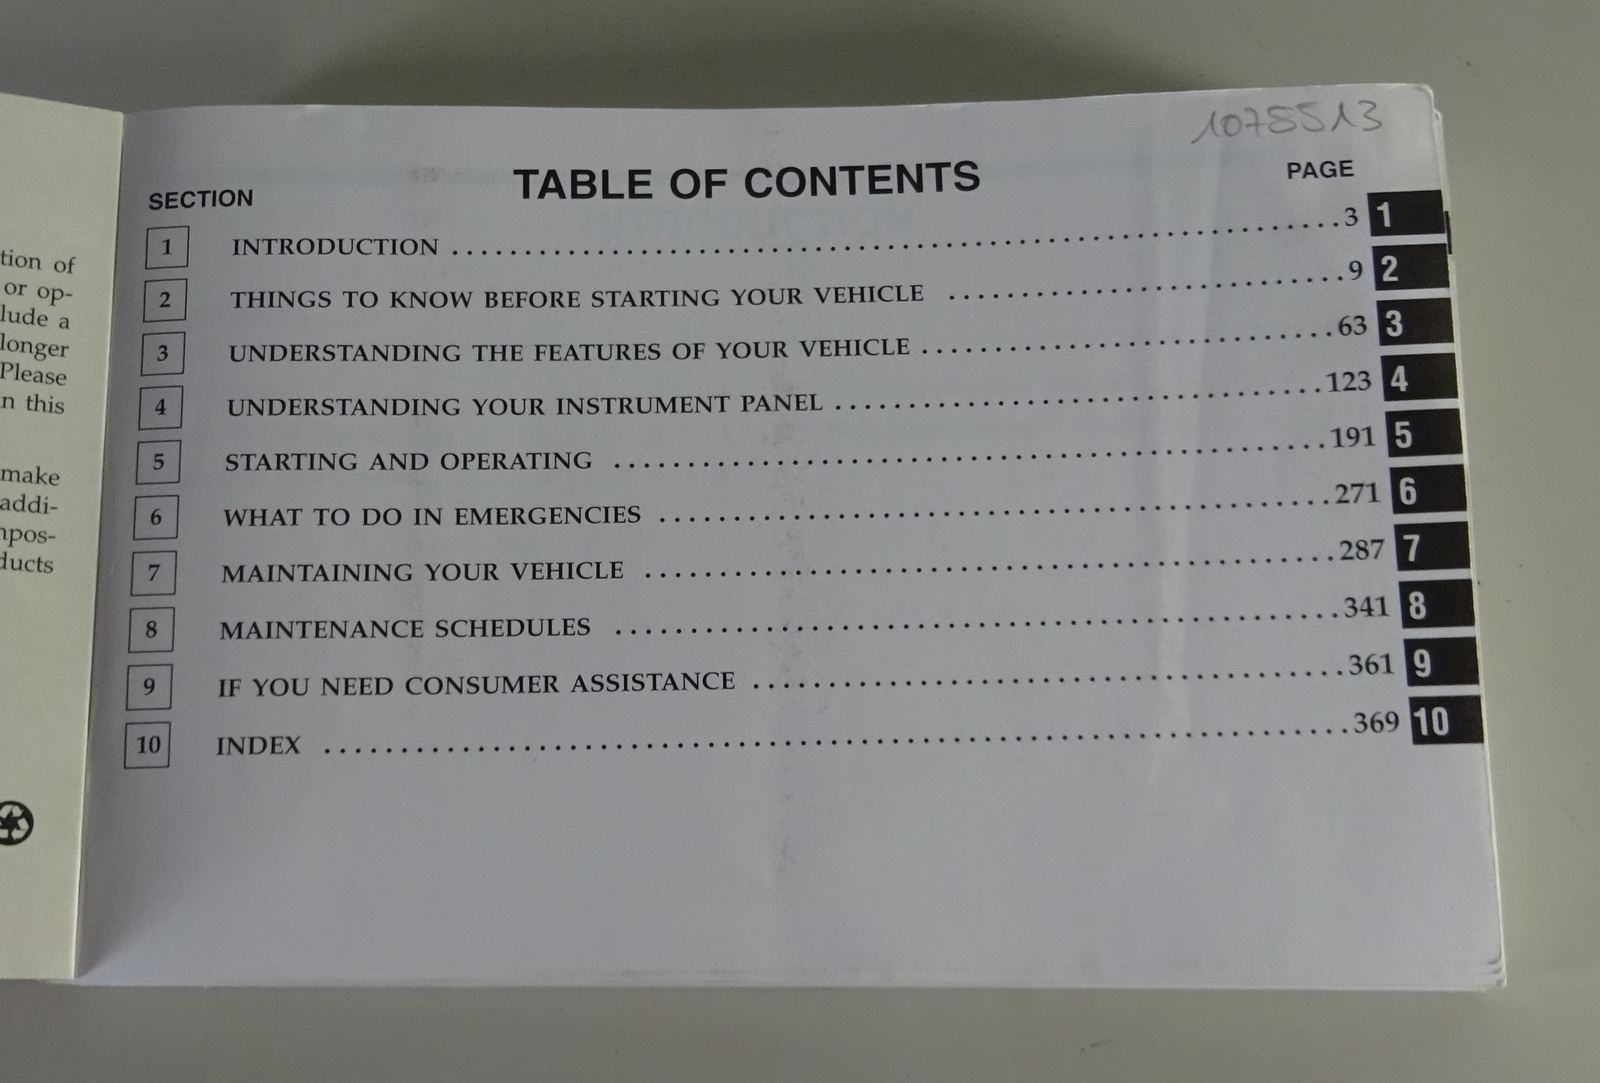 tion of
or op-
lude a
longer
Please
n this
make
addi-
npos-
ducts
1078513
TABLE OF CONTENTS
SECTION PAGE
1 INTRODUCTION ........................................ 3 1
2 THINGS TO KNOW BEFORE STARTING YOUR VEHICLE ........................................ 9 2
3 UNDERSTANDING THE FEATURES OF YOUR VEHICLE ........................................ 63 3
4 UNDERSTANDING YOUR INSTRUMENT PANEL ........................................ 123 4
5 STARTING AND OPERATING ........................................ 191 5
6 WHAT TO DO IN EMERGENCIES ........................................ 271 6
7 MAINTAINING YOUR VEHICLE ........................................ 287 7
8 MAINTENANCE SCHEDULES ........................................ 341 8
9 IF YOU NEED CONSUMER ASSISTANCE ........................................ 361 9
10 INDEX ........................................ 369 10